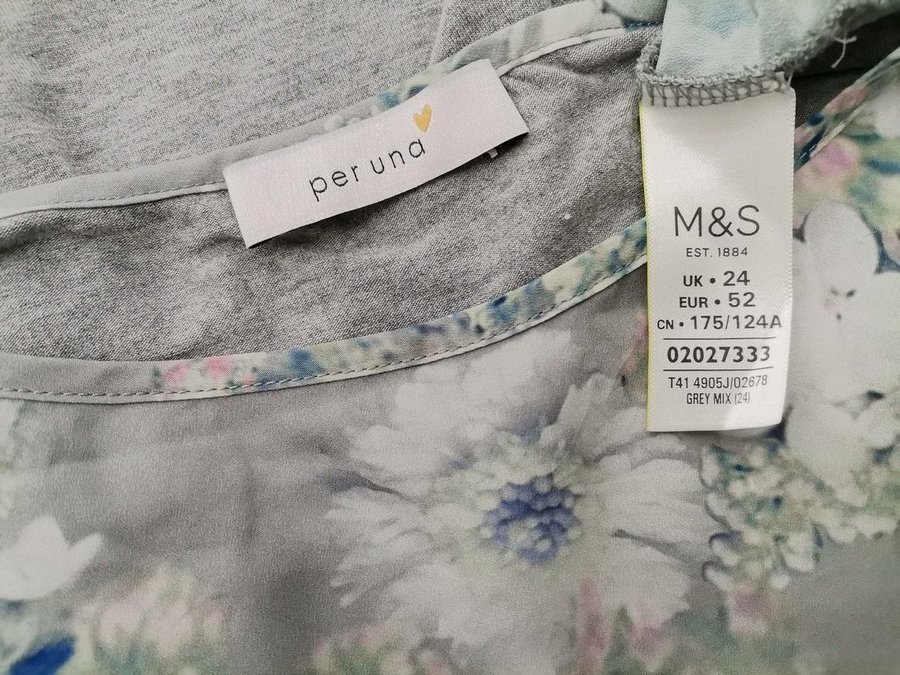 per una
M&S
EST. 1884
UK • 24
EUR • 52
CN • 175/124A
02027333
T41 4905J/02678
GREY MIX (24)